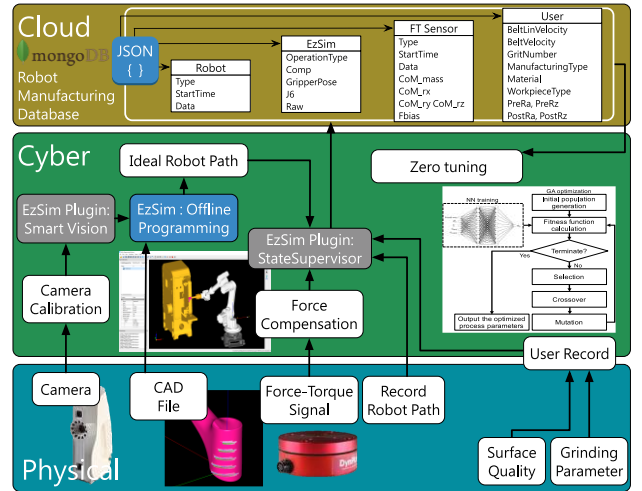 Cloud
mongoDB
Robot
Manufacturing
Database
JSON
{ }
Robot
Type
StartTime
Data
EzSim
OperationType
Comp
GripperPose
J6
Raw
FT Sensor
Type
StartTime
Data
CoM_mass
CoM_rx
CoM_ry CoM_rz
Fbias
User
BeltLinVelocity
BeltVelocity
GritNumber
ManufacturingType
Material
WorkpieceType
PreRa, PreRz
PostRa, PostRz
Cyber
Ideal Robot Path
Zero tuning
EzSim Plugin:
Smart Vision
EzSim : Offline
Programming
EzSim Plugin:
StateSupervisor
Camera
Calibration
Force
Compensation
NN training
GA optimization
Initial population
generation
Fitness function
calculation
Terminate?
Yes
No
Selection
Crossover
Mutation
Output the optimized
process parameters
User Record
Physical
Camera
CAD
File
Force-Torque
Signal
Record
Robot Path
Surface
Quality
Grinding
Parameter